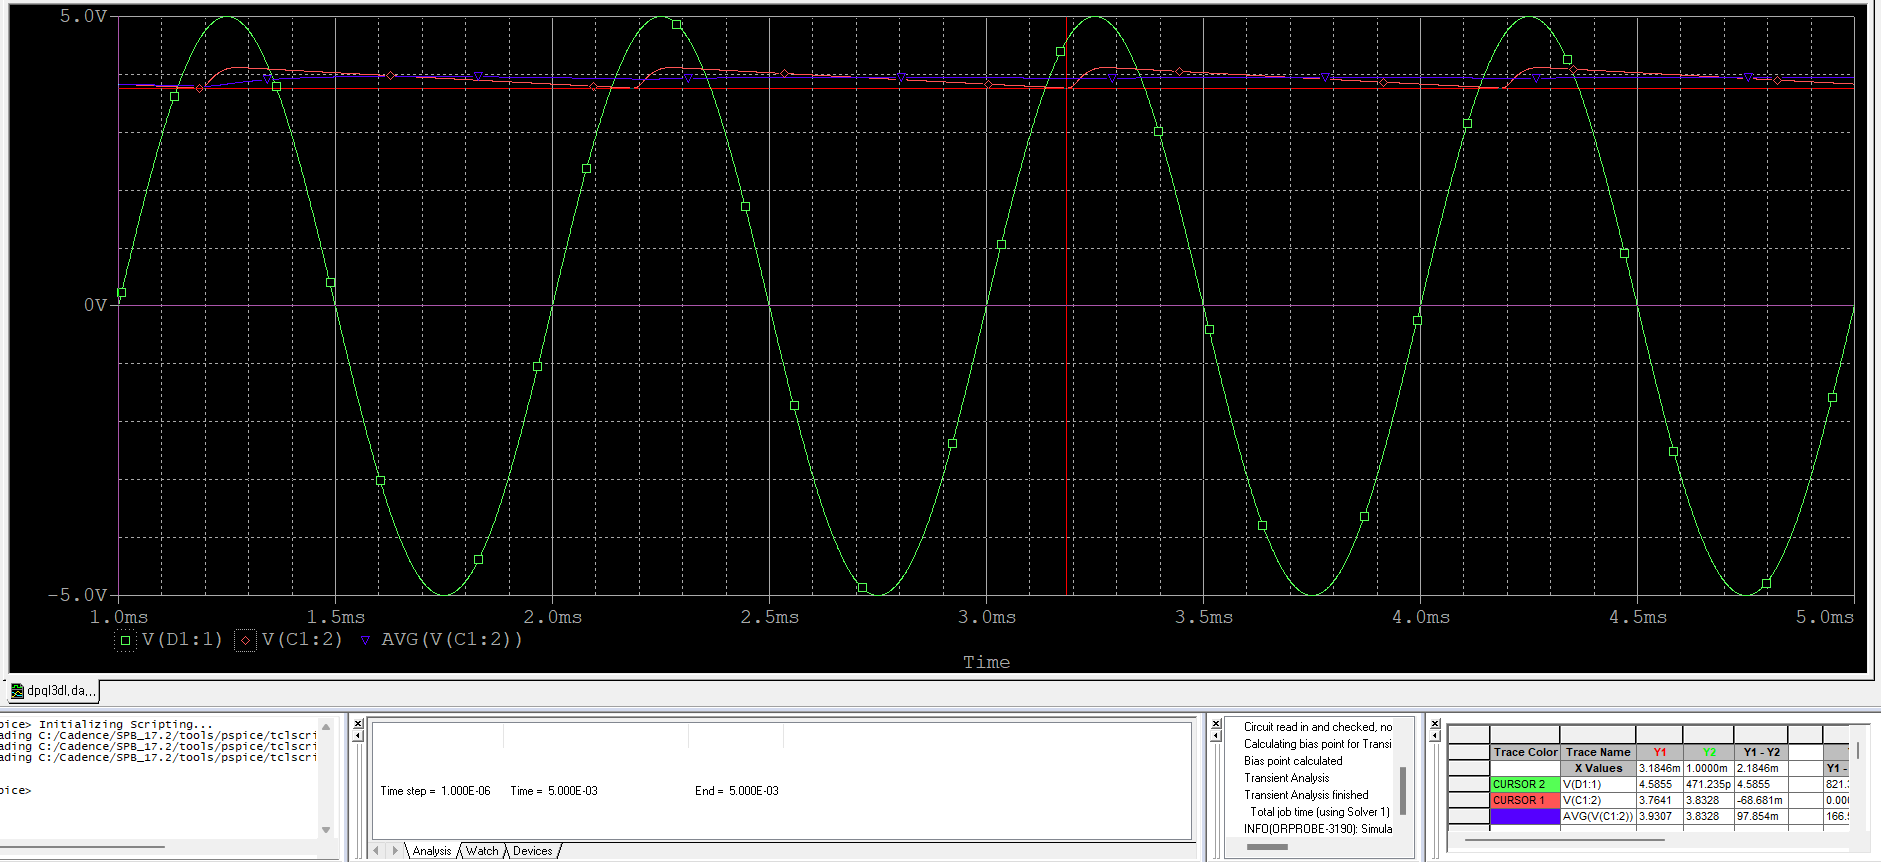 5.0V
0V
-5.0V
1.0ms 1.5ms 2.0ms 2.5ms 3.0ms 3.5ms 4.0ms 4.5ms 5.0ms
V(D1:1) V(C1:2) AVG(V(C1:2))
Time
dpql3dl.da...
pice> Initializing Scripting...
ading C:/Cadence/SPB_17.2/tools/pspice/tclscri
ading C:/Cadence/SPB_17.2/tools/pspice/tclscri
ading C:/Cadence/SPB_17.2/tools/pspice/tclscri
pice>
Time step = 1.000E-06 Time = 5.000E-03 End = 5.000E-03
Analysis Watch Devices
Circuit read in and checked, no
Calculating bias point for Transi
Bias point calculated
Transient Analysis
Transient Analysis finished
Total job time (using Solver 1)
INFO(ORPROBE-3190): Simula
Trace Color Trace Name Y1 Y2 Y1 - Y2
X Values 3.1846m 1.0000m 2.1846m Y1 -
CURSOR 2 V(D1:1) 4.5855 471.235p 4.5855 821.
CURSOR 1 V(C1:2) 3.7641 3.8328 -68.681m 0.00
AVG(V(C1:2)) 3.9307 3.8328 97.854m 166.